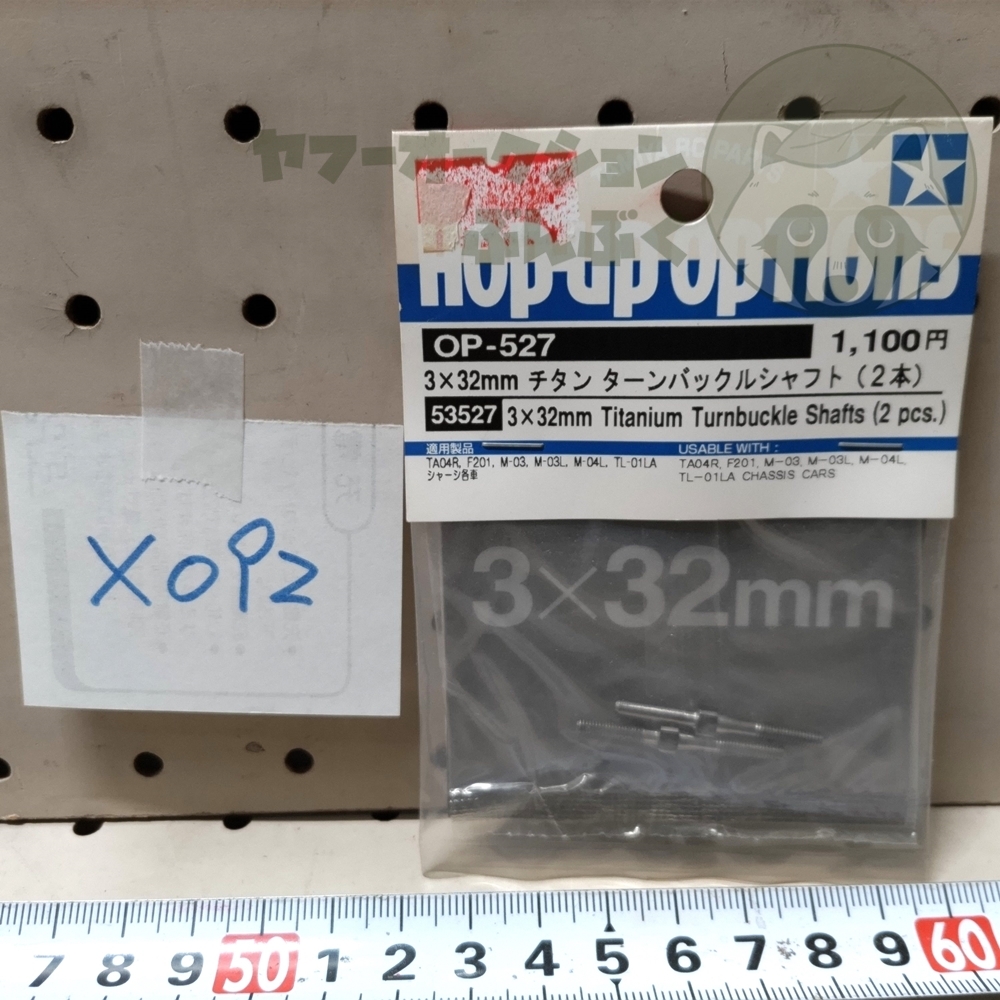 ヤフーオークション
ぶんぶく
Hop-Up Options
OP-527
1,100円
3×32mm チタン ターンバックルシャフト (2本)
53527 3×32mm Titanium Turnbuckle Shafts (2 pcs.)
適用製品
TA04R, F201, M-03, M-03L, M-04L, TL-01LA
シャーシ各車
USABLE WITH :
TA04R, F201, M-03, M-03L, M-04L,
TL-01LA CHASSIS CARS
3×32mm
X092
7 8 9 50 1 2 3 4 5 6 7 8 9 60